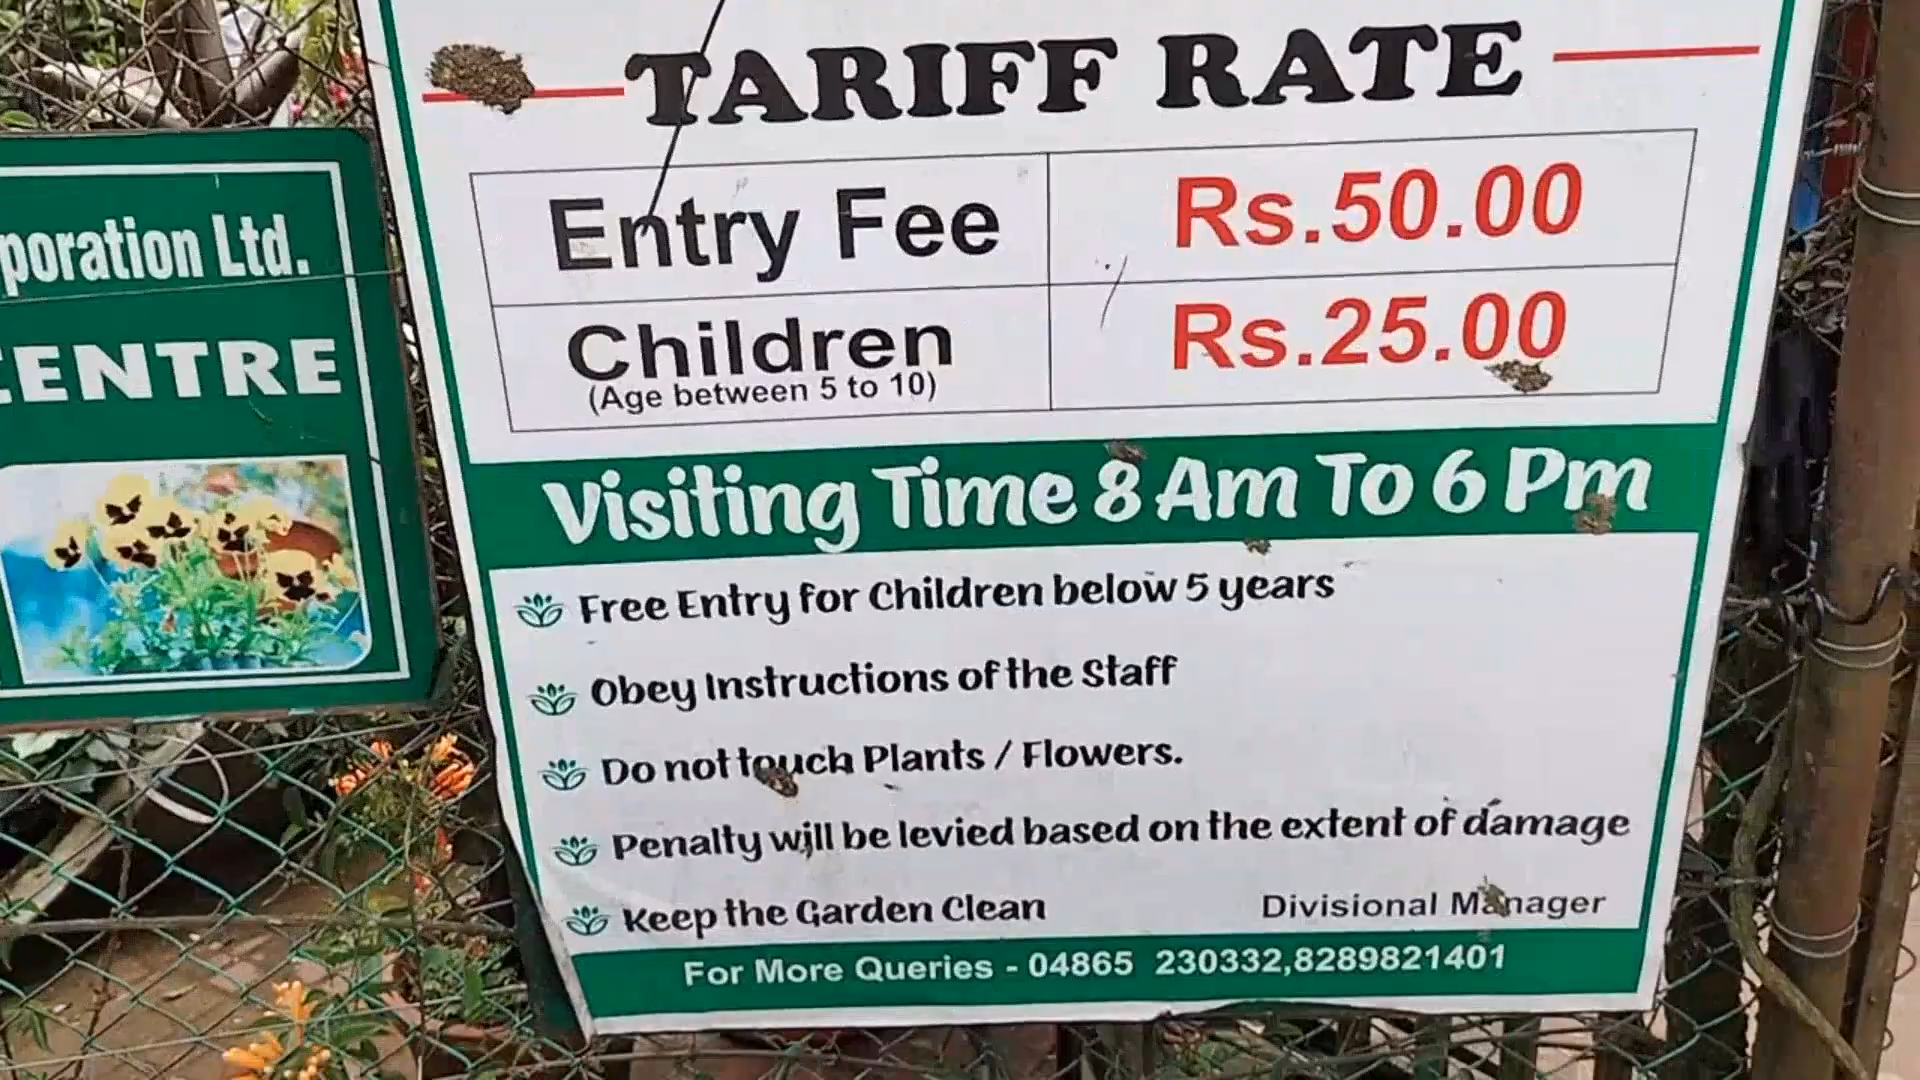 poration Ltd.
CENTRE
TARIFF RATE
Entry Fee Rs.50.00
Children Rs.25.00
(Age between 5 to 10)
Visiting Time 8 Am To 6 Pm
Free Entry for Children below 5 years
Obey Instructions of the Staff
Do not touch Plants / Flowers.
Penalty will be levied based on the extent of damage
Keep the Garden Clean
Divisional Manager
For More Queries - 04865 230332,8289821401